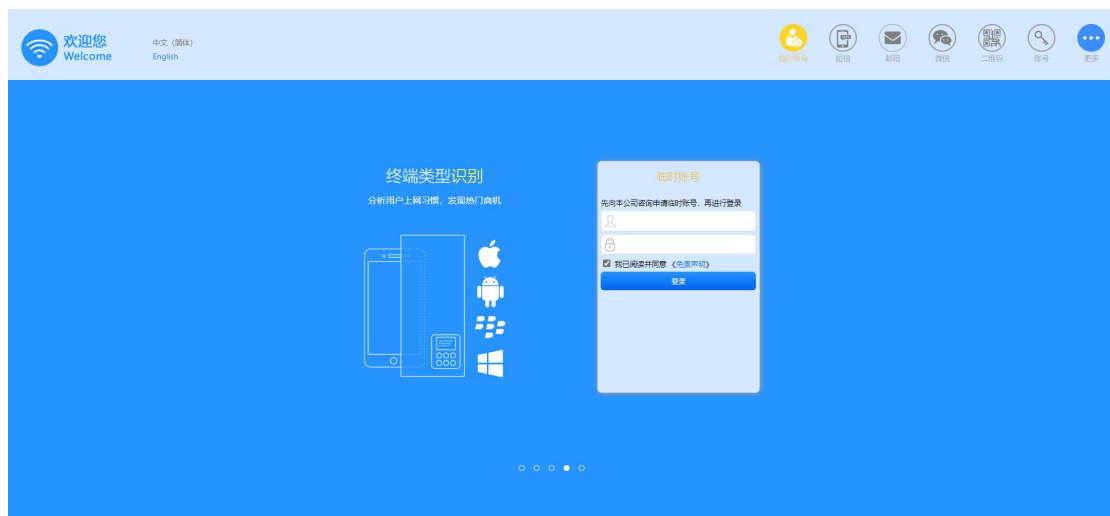 欢迎您
Welcome
中文（简体）
English
临时账号
短信
邮箱
微信
二维码
账号
更多
终端类型识别
分析用户上网习惯，发现热门商机
临时账号
先向本公司咨询申请临时账号，再进行登录
我已阅读并同意《免责声明》
登录